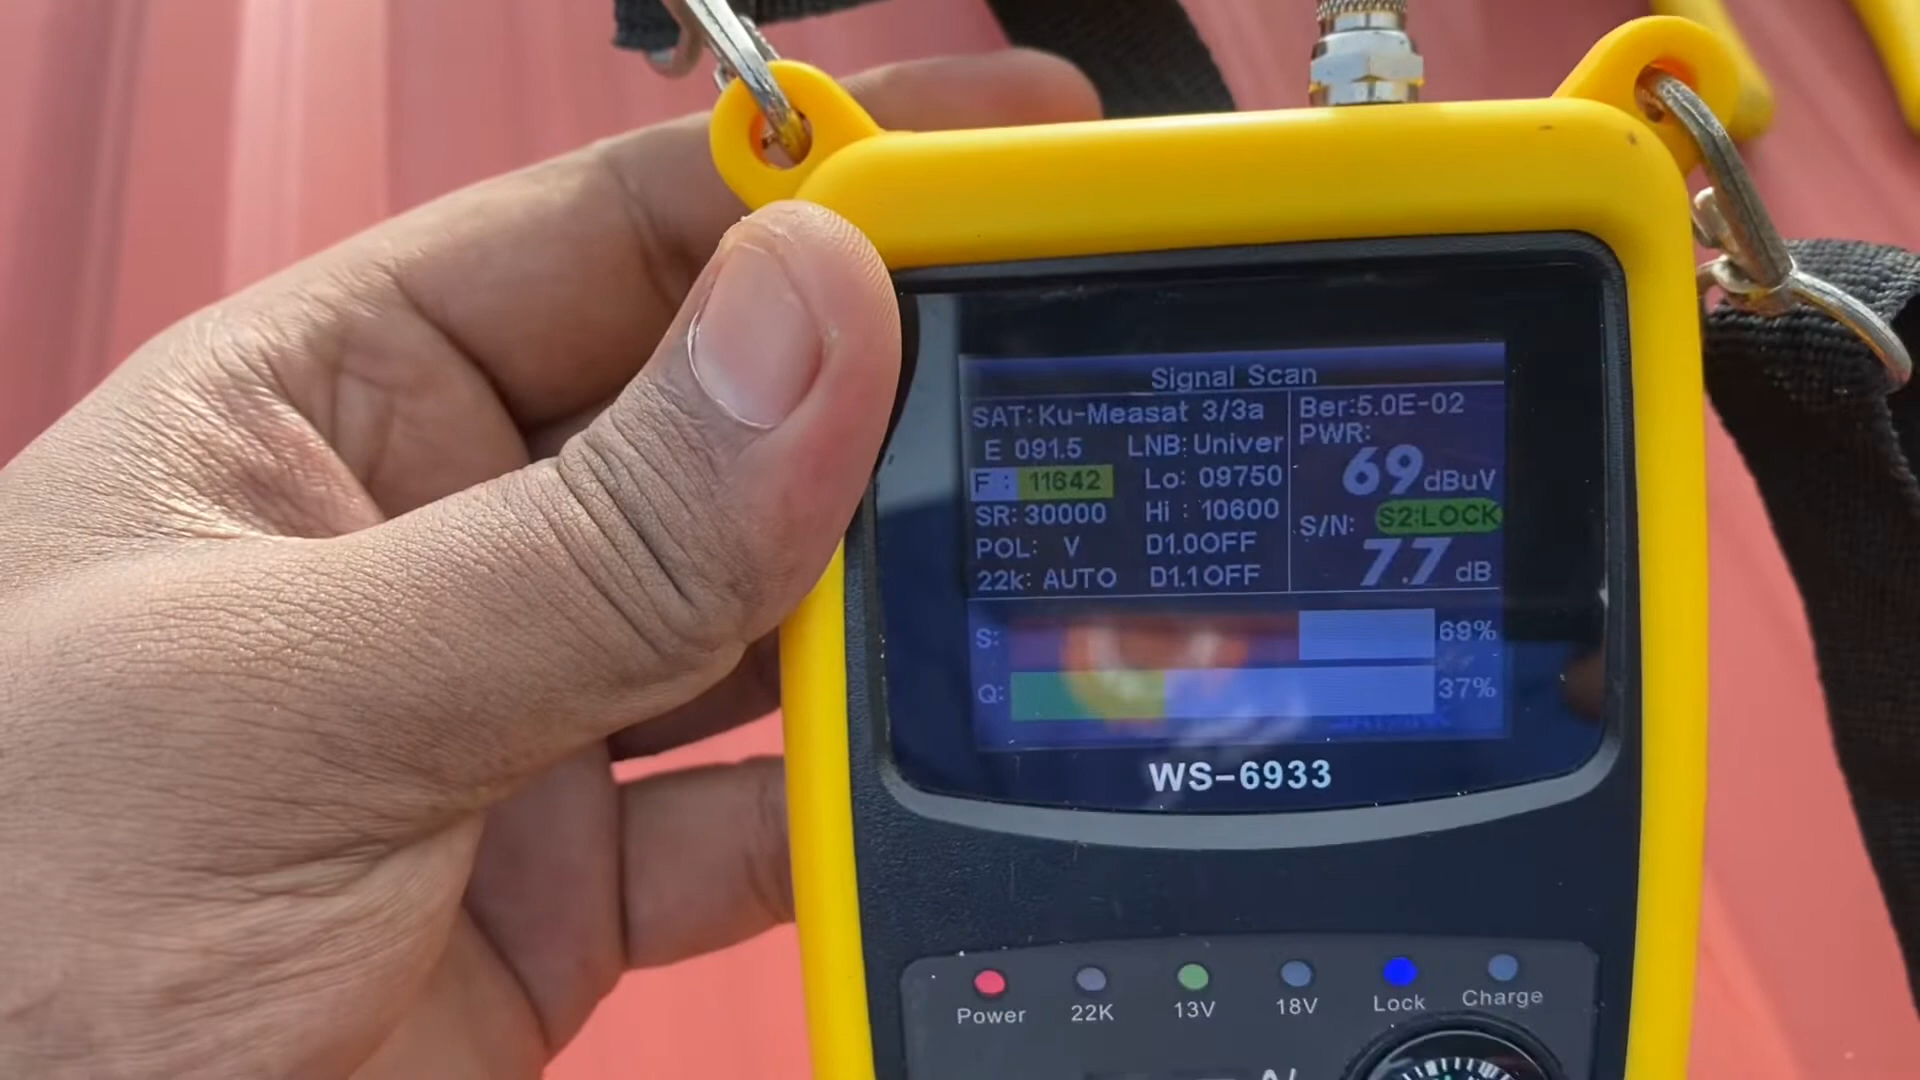 Signal Scan
SAT:Ku-Measat 3/3a
E 091.5 LNB:Univer
F : 11642 Lo: 09750
SR:30000 Hi : 10600
POL: V D1.0OFF
22k: AUTO D1.1OFF
Ber:5.0E-02
PWR:
69 dBuV
S/N: S2:LOCK
7.7 dB
S: 69%
Q: 37%
WS-6933
Power 22K 13V 18V Lock Charge